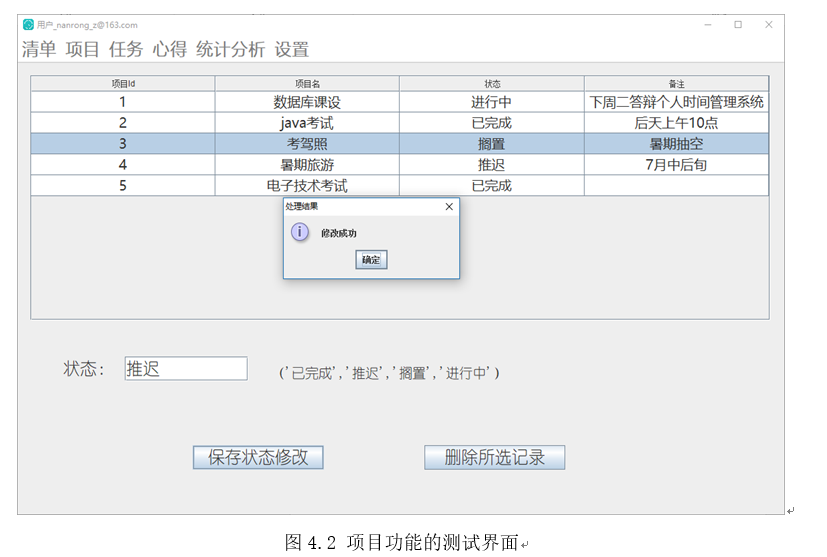 用户_nanrong_z@163.com
清单 项目 任务 心得 统计分析 设置
项目Id 项目名 状态 备注
1 数据库课设 进行中 下周二答辩个人时间管理系统
2 java考试 已完成 后天上午10点
3 考驾照 搁置 暑期抽空
4 暑期旅游 推迟 7月中后旬
5 电子技术考试 已完成
处理结果
修改成功
确定
状态： 推迟 ('已完成','推迟','搁置','进行中')
保存状态修改 删除所选记录
图 4.2 项目功能的测试界面